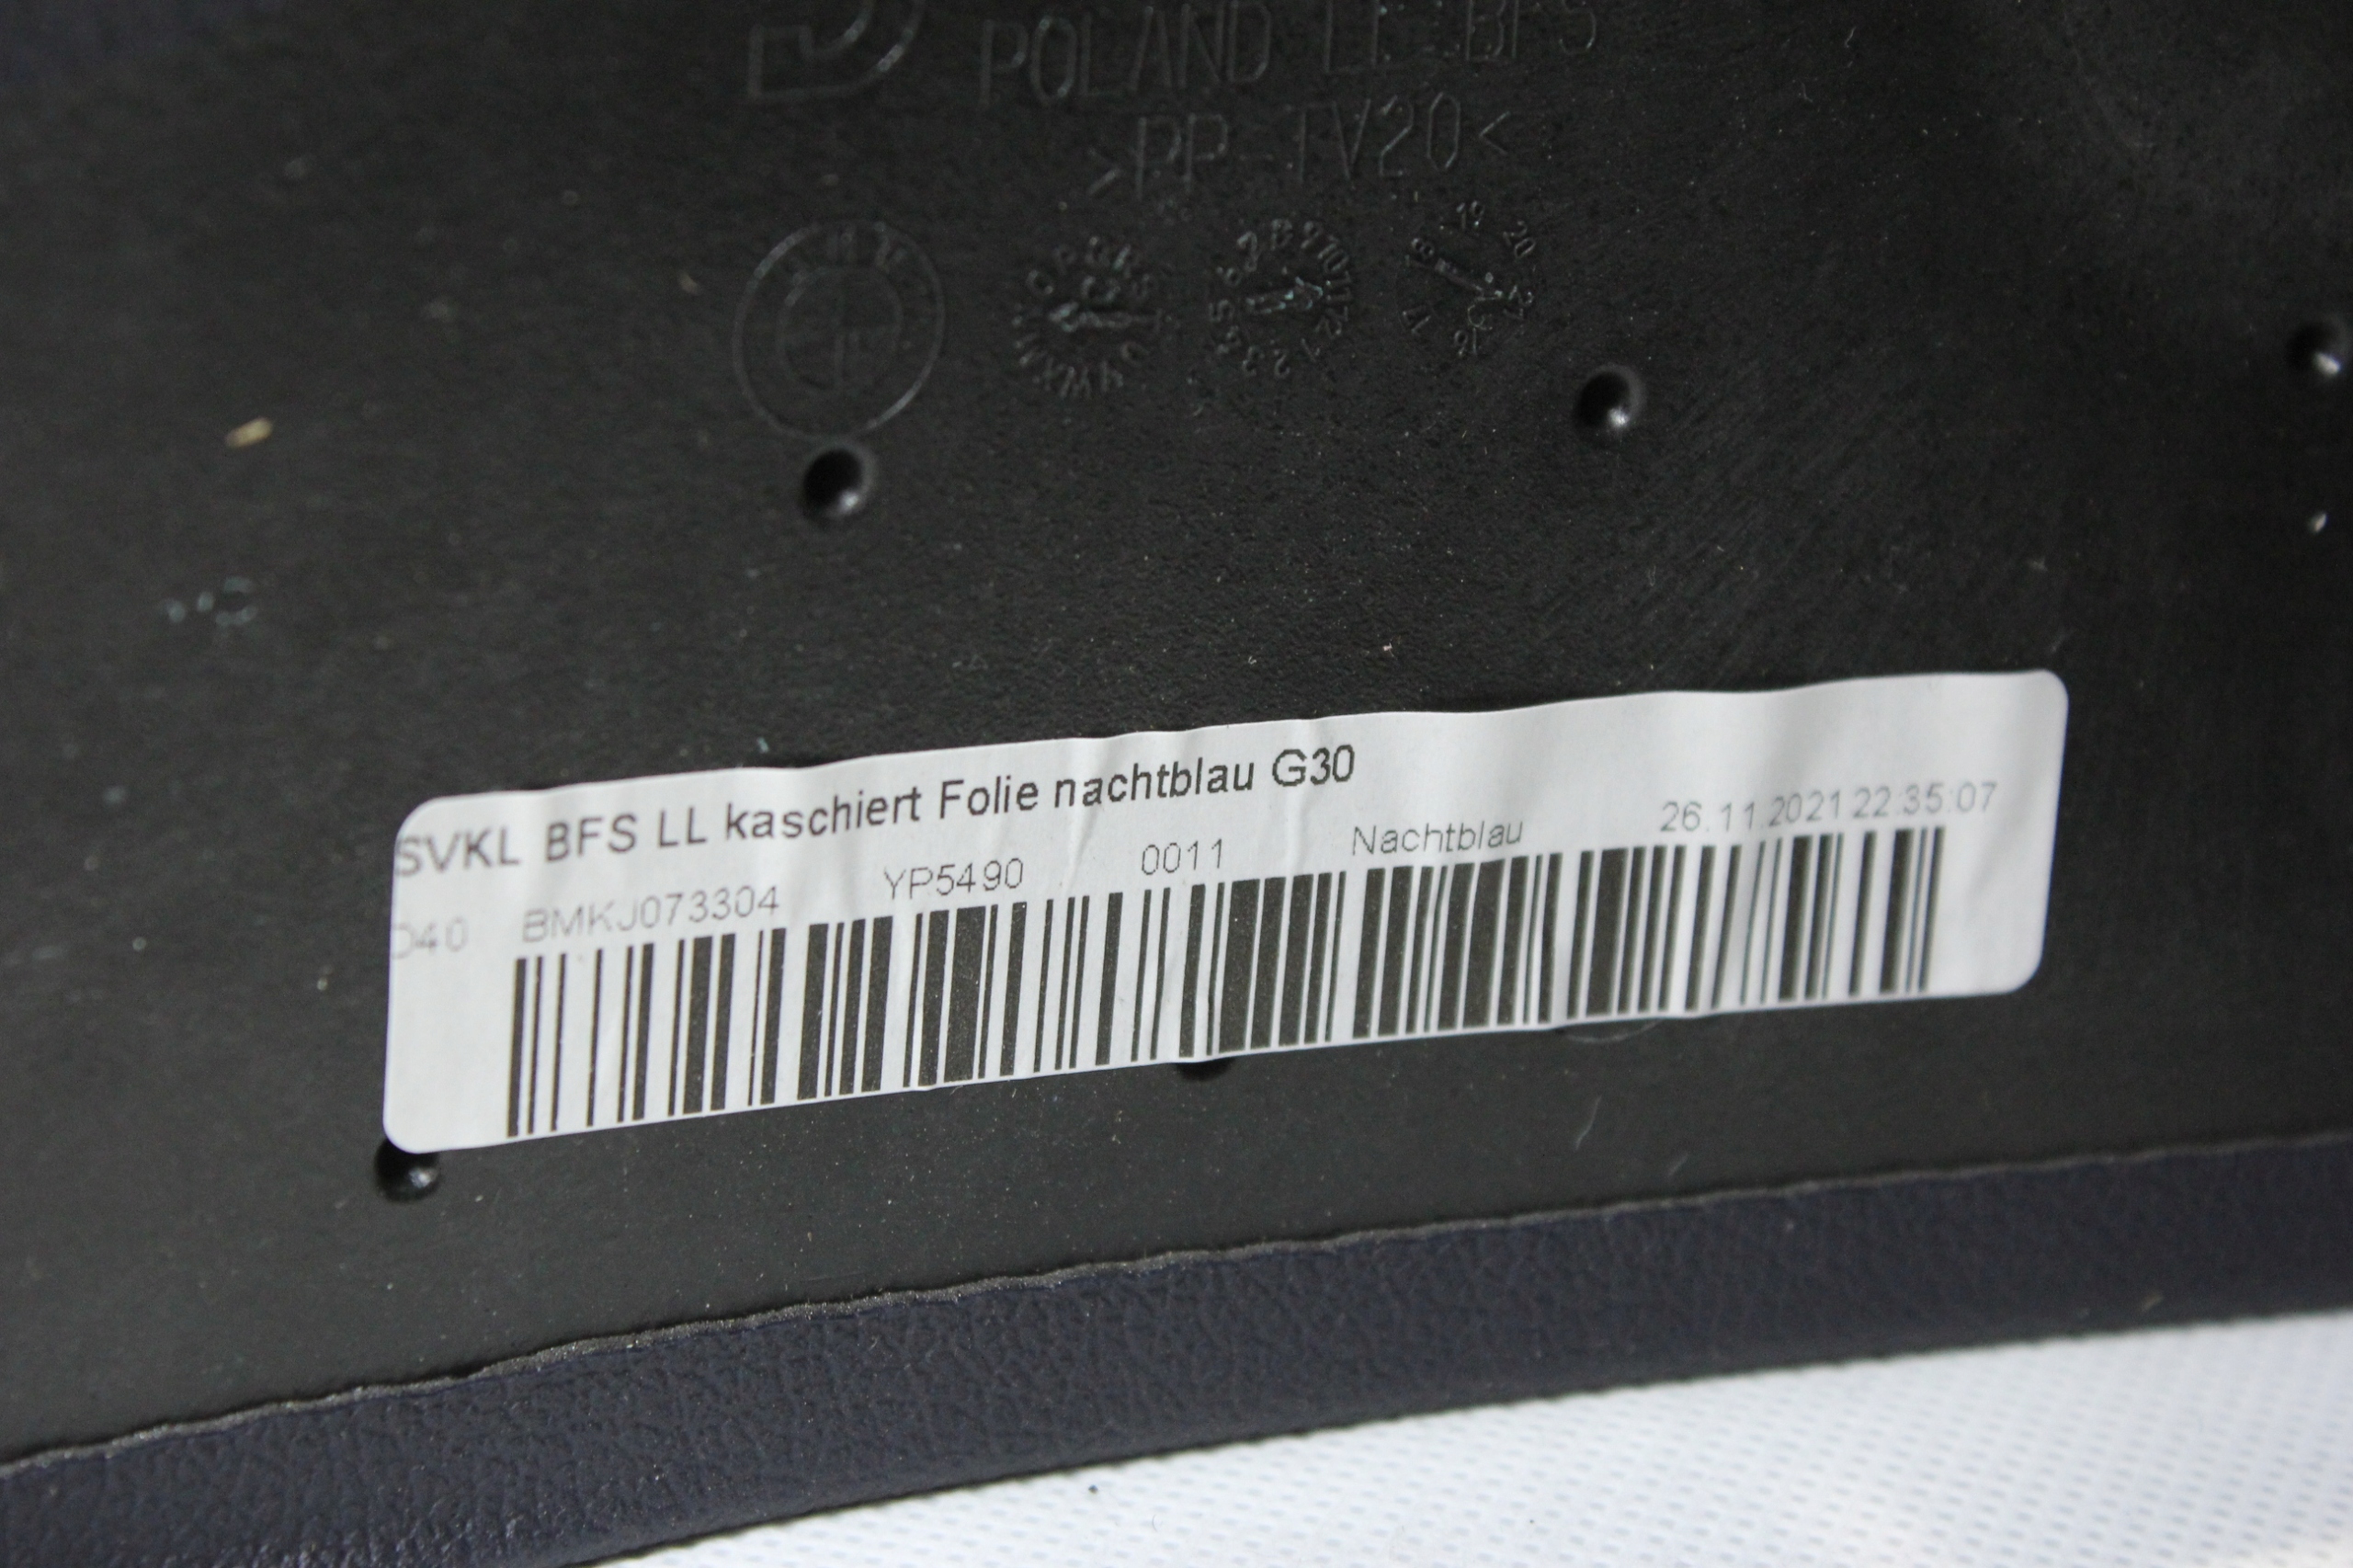 POLAND LL BFS
>PP-TV20<
SVKL BFS LL kaschiert Folie nachtblau G30
D40 BMKJ073304 YP5490 0011 Nachtblau 26.11.2021 22:35:07